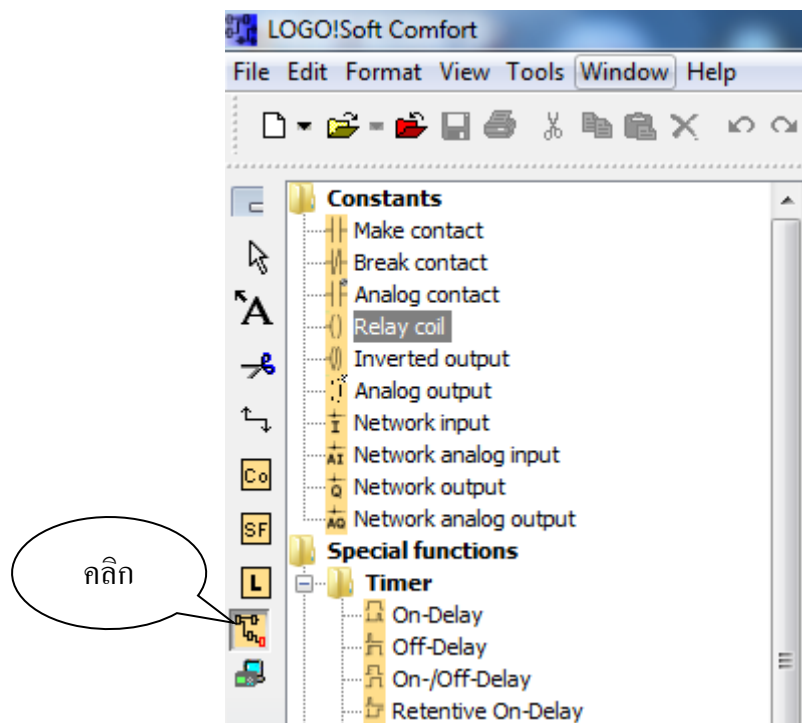 LOGO!Soft Comfort
File Edit Format View Tools Window Help
Constants
Make contact
Break contact
Analog contact
A
Relay coil
Inverted output
Analog output
I Network input
AI Network analog input
Co
Q Network output
AQ Network analog output
SF
Special functions
คลิก
L
Timer
On-Delay
Off-Delay
On-/Off-Delay
Retentive On-Delay